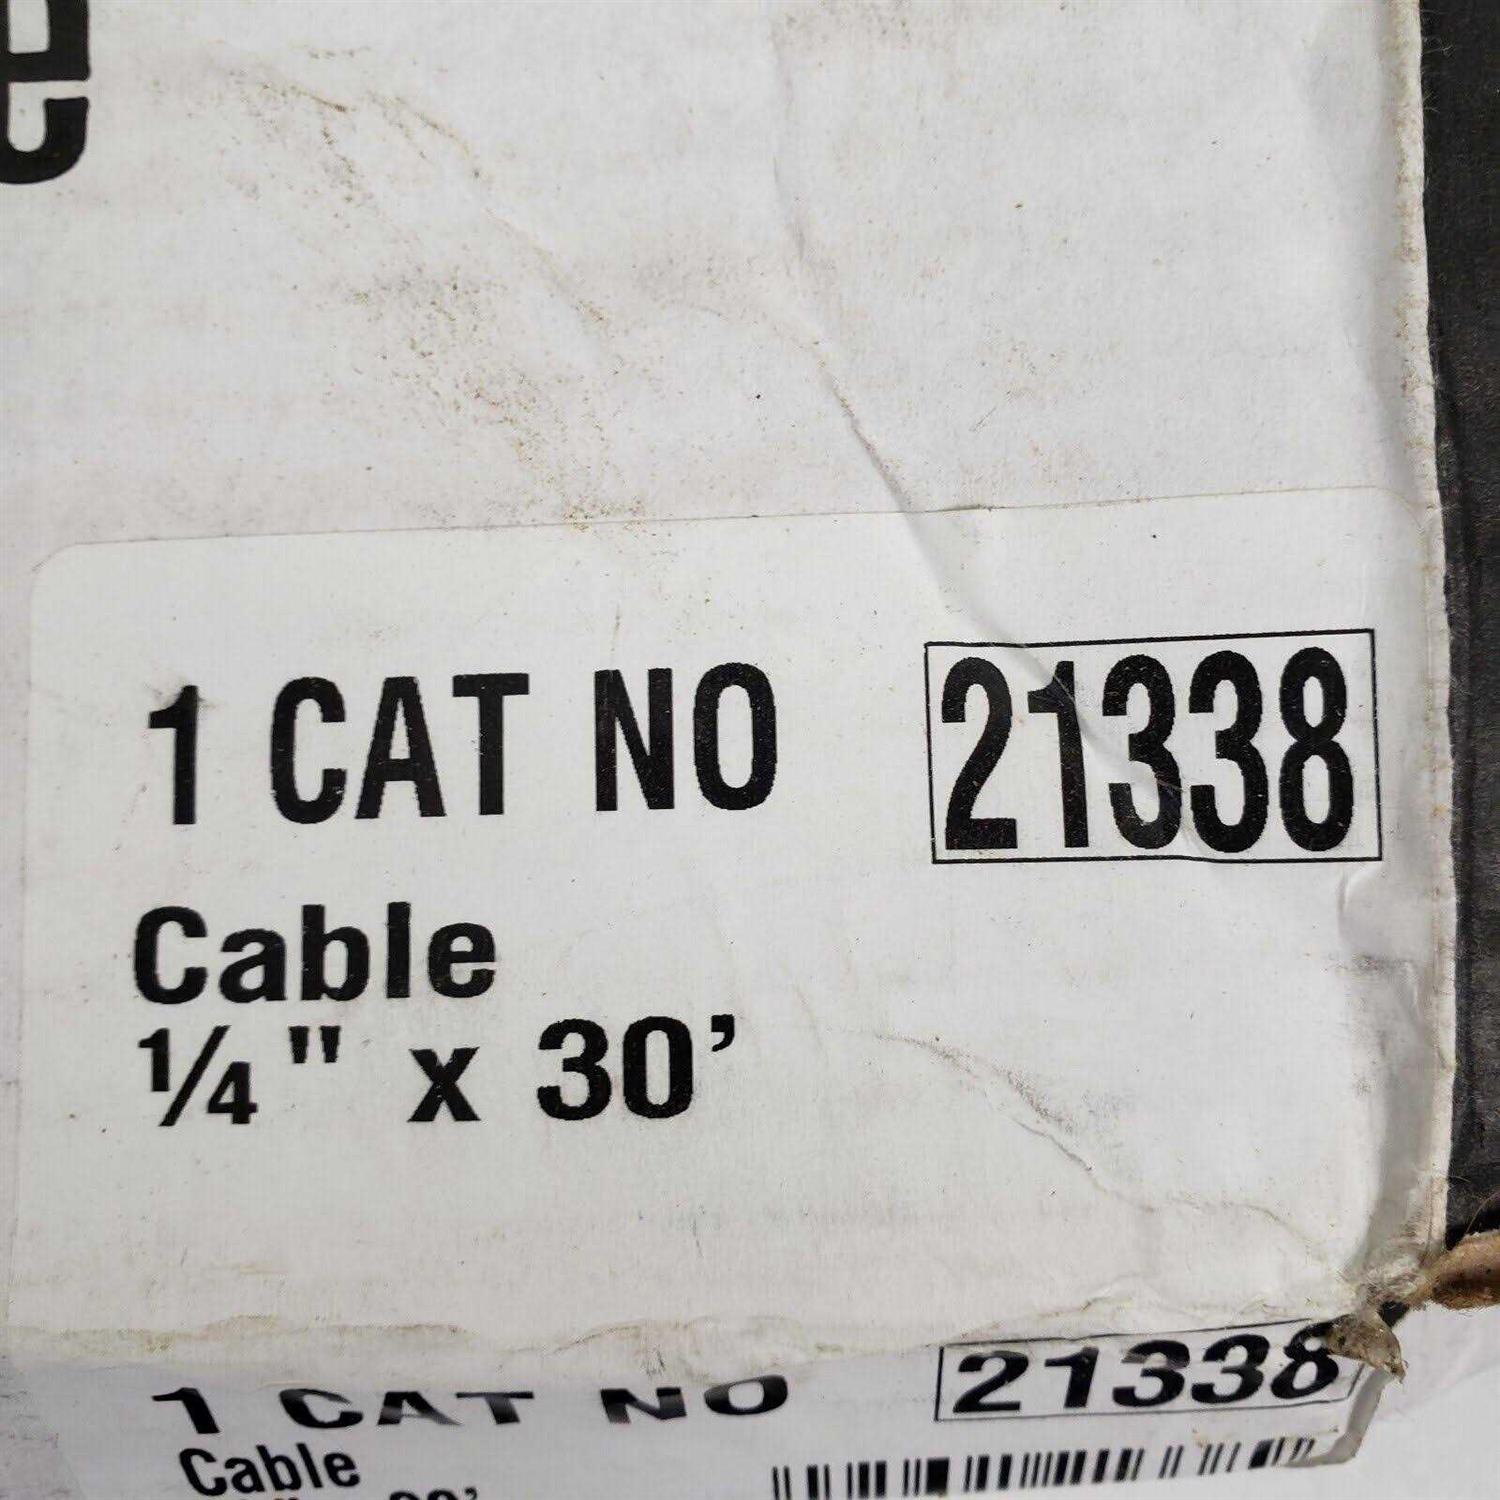 e
1 CAT NO 21338
Cable
¼" x 30’
1 CAT NO 21338
Cable